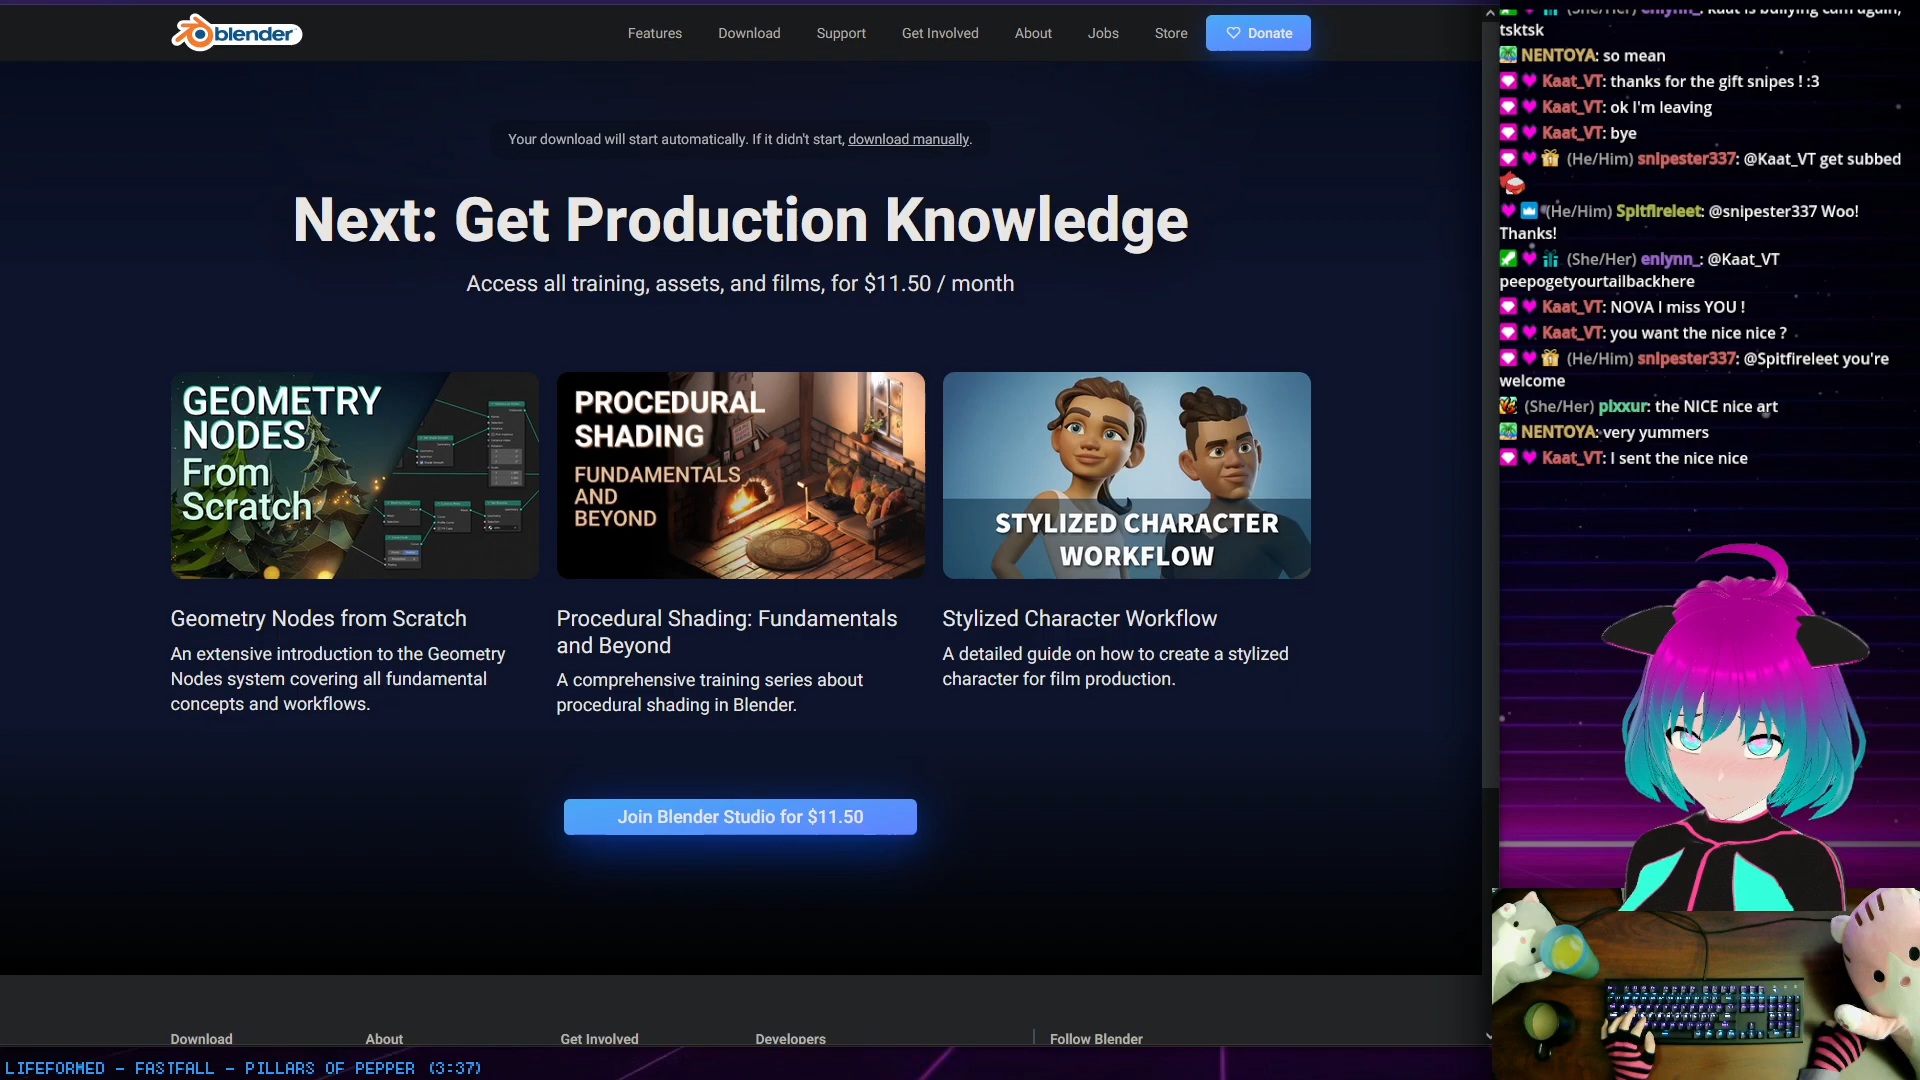 blender
Features
Download
Support
Get Involved
About
Jobs
Store
Donate
Your download will start automatically. If it didn't start, download manually.
Next: Get Production Knowledge
Access all training, assets, and films, for $11.50 / month
GEOMETRY
NODES
From
Scratch
PROCEDURAL
SHADING
FUNDAMENTALS
AND
BEYOND
STYLIZED CHARACTER
WORKFLOW
Geometry Nodes from Scratch
An extensive introduction to the Geometry
Nodes system covering all fundamental
concepts and workflows.
Procedural Shading: Fundamentals
and Beyond
A comprehensive training series about
procedural shading in Blender.
Stylized Character Workflow
A detailed guide on how to create a stylized
character for film production.
Join Blender Studio for $11.50
Download
About
Get Involved
Developers
Follow Blender
LIFEFORMED - FASTFALL - PILLARS OF PEPPER (3:37)
(She/Her) enlynn_: Kaat is bullying cam again,
tsktsk
NENTOYA: so mean
Kaat_VT: thanks for the gift snipes ! :3
Kaat_VT: ok I'm leaving
Kaat_VT: bye
(He/Him) snipester337: @Kaat_VT get subbed
(He/Him) Spitfireleet: @snipester337 Woo!
Thanks!
(She/Her) enlynn_: @Kaat_VT
peepogetyourtailbackhere
Kaat_VT: NOVA I miss YOU !
Kaat_VT: you want the nice nice ?
(He/Him) snipester337: @Spitfireleet you're
welcome
(She/Her) pixxur: the NICE nice art
NENTOYA: very yummers
Kaat_VT: I sent the nice nice